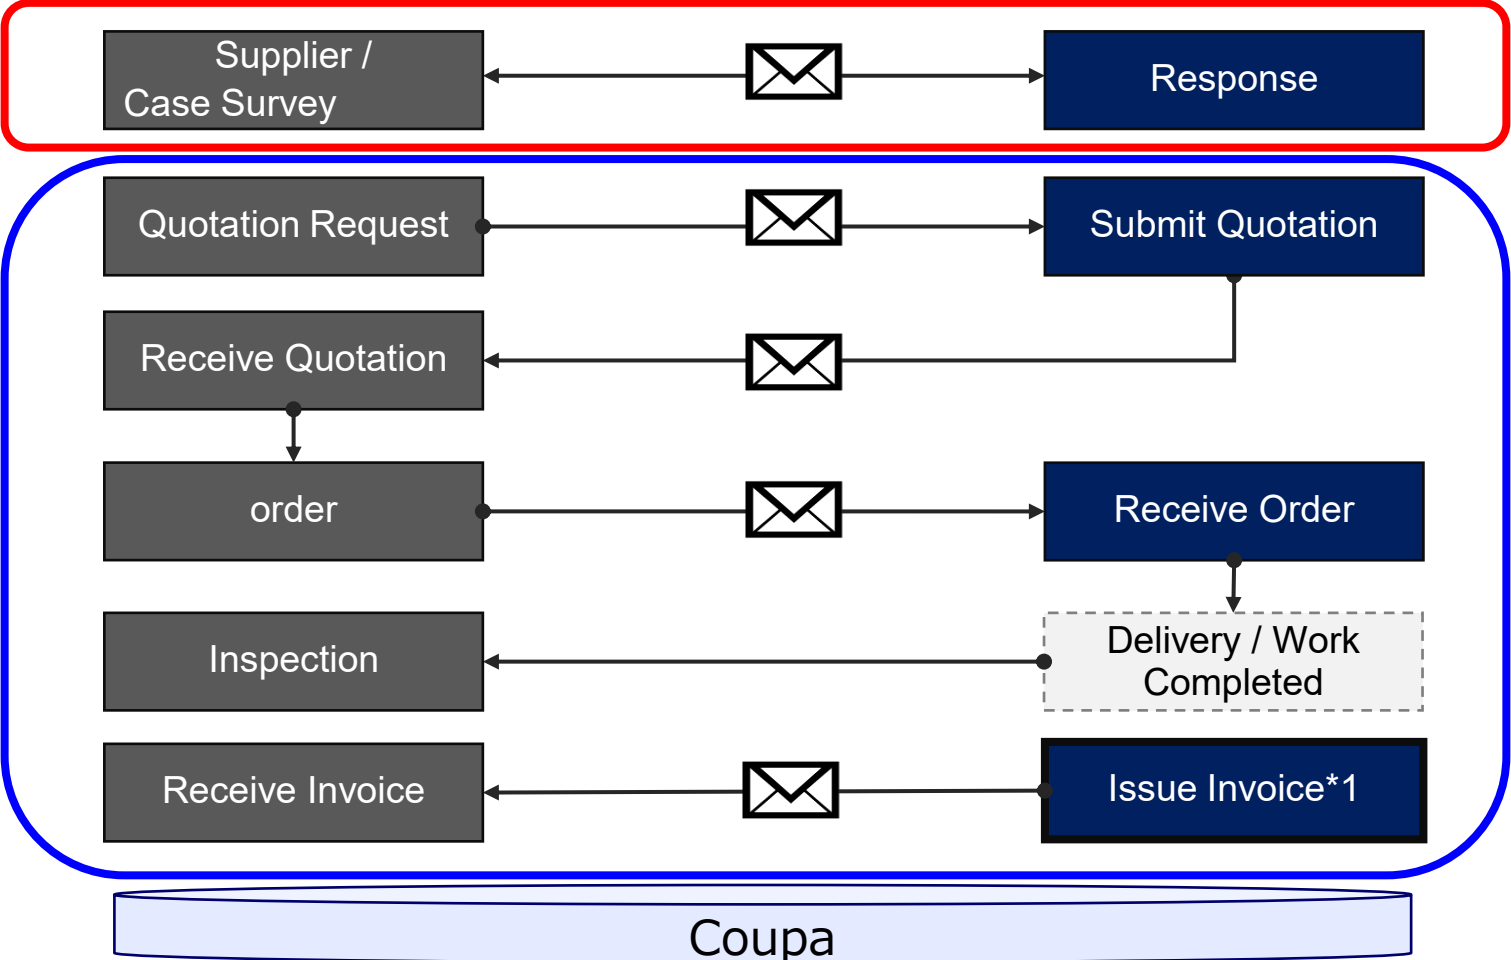 Supplier /
Case Survey
Response
Quotation Request
Submit Quotation
Receive Quotation
order
Receive Order
Inspection
Delivery / Work
Completed
Receive Invoice
Issue Invoice*1
Coupa